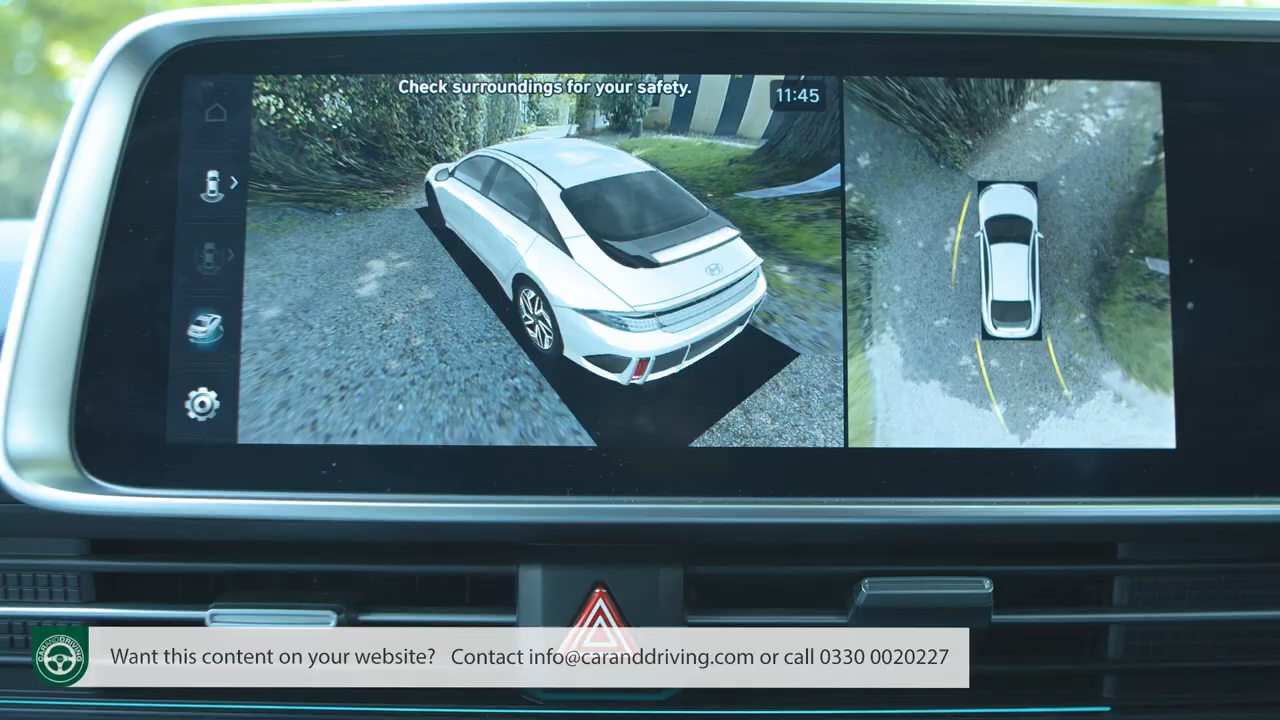 Check surroundings for your safety.
11:45
CARANDDRIVING
Want this content on your website? Contact info@caranddriving.com or call 0330 0020227